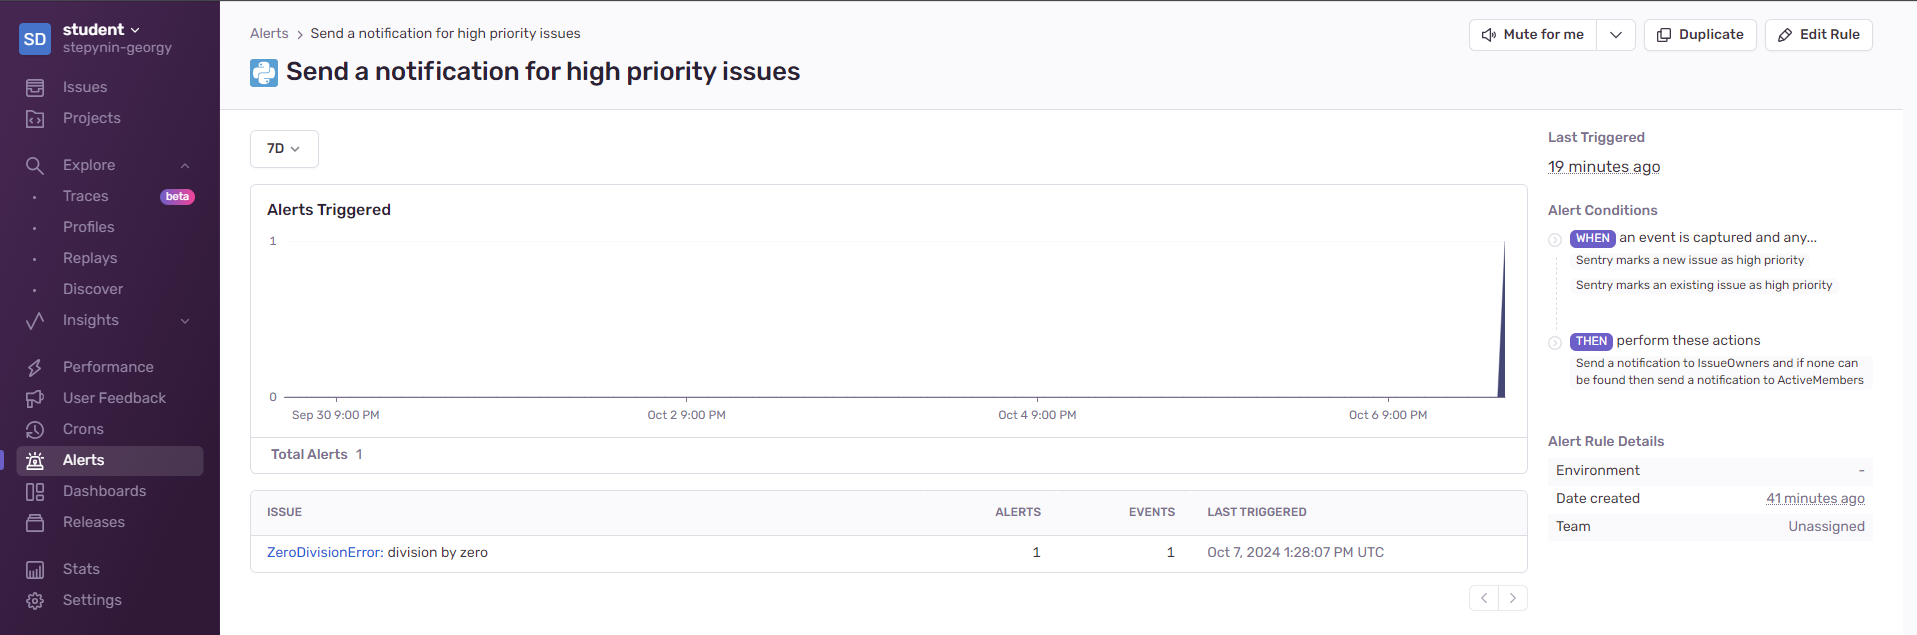 SD
student
stepynin-georgy
Issues
Projects
Explore
Traces beta
Profiles
Replays
Discover
Insights
Performance
User Feedback
Crons
Alerts
Dashboards
Releases
Stats
Settings
Alerts > Send a notification for high priority issues
Send a notification for high priority issues
Mute for me
Duplicate
Edit Rule
7D
Alerts Triggered
1
0
Sep 30 9:00 PM Oct 2 9:00 PM Oct 4 9:00 PM Oct 6 9:00 PM
Total Alerts 1
ISSUE ALERTS EVENTS LAST TRIGGERED
ZeroDivisionError: division by zero 1 1 Oct 7, 2024 1:28:07 PM UTC
Last Triggered
19 minutes ago
Alert Conditions
WHEN an event is captured and any...
Sentry marks a new issue as high priority
Sentry marks an existing issue as high priority
THEN perform these actions
Send a notification to IssueOwners and if none can
be found then send a notification to ActiveMembers
Alert Rule Details
Environment -
Date created 41 minutes ago
Team Unassigned